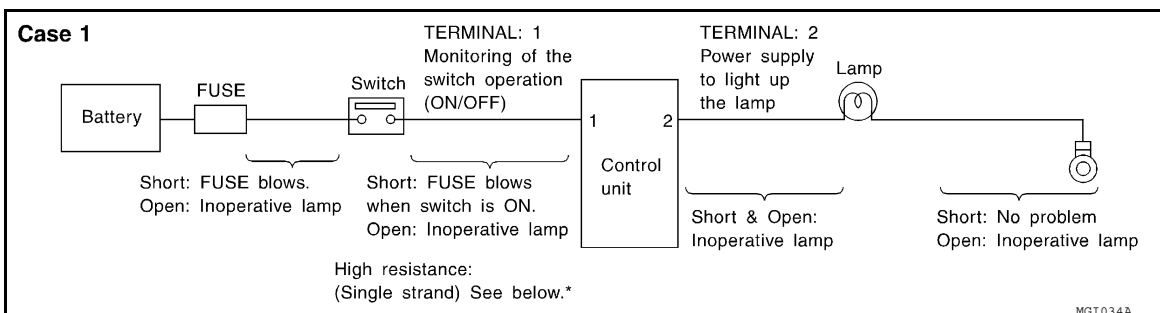 Case 1
TERMINAL: 1
Monitoring of the
switch operation
(ON/OFF)
TERMINAL: 2
Power supply
to light up
the lamp
Lamp
FUSE
Switch
Battery
1
2
Control
unit
Short: FUSE blows.
Open: Inoperative lamp
Short: FUSE blows
when switch is ON.
Open: Inoperative lamp
Short & Open:
Inoperative lamp
Short: No problem
Open: Inoperative lamp
High resistance:
(Single strand) See below.*
MGT034A